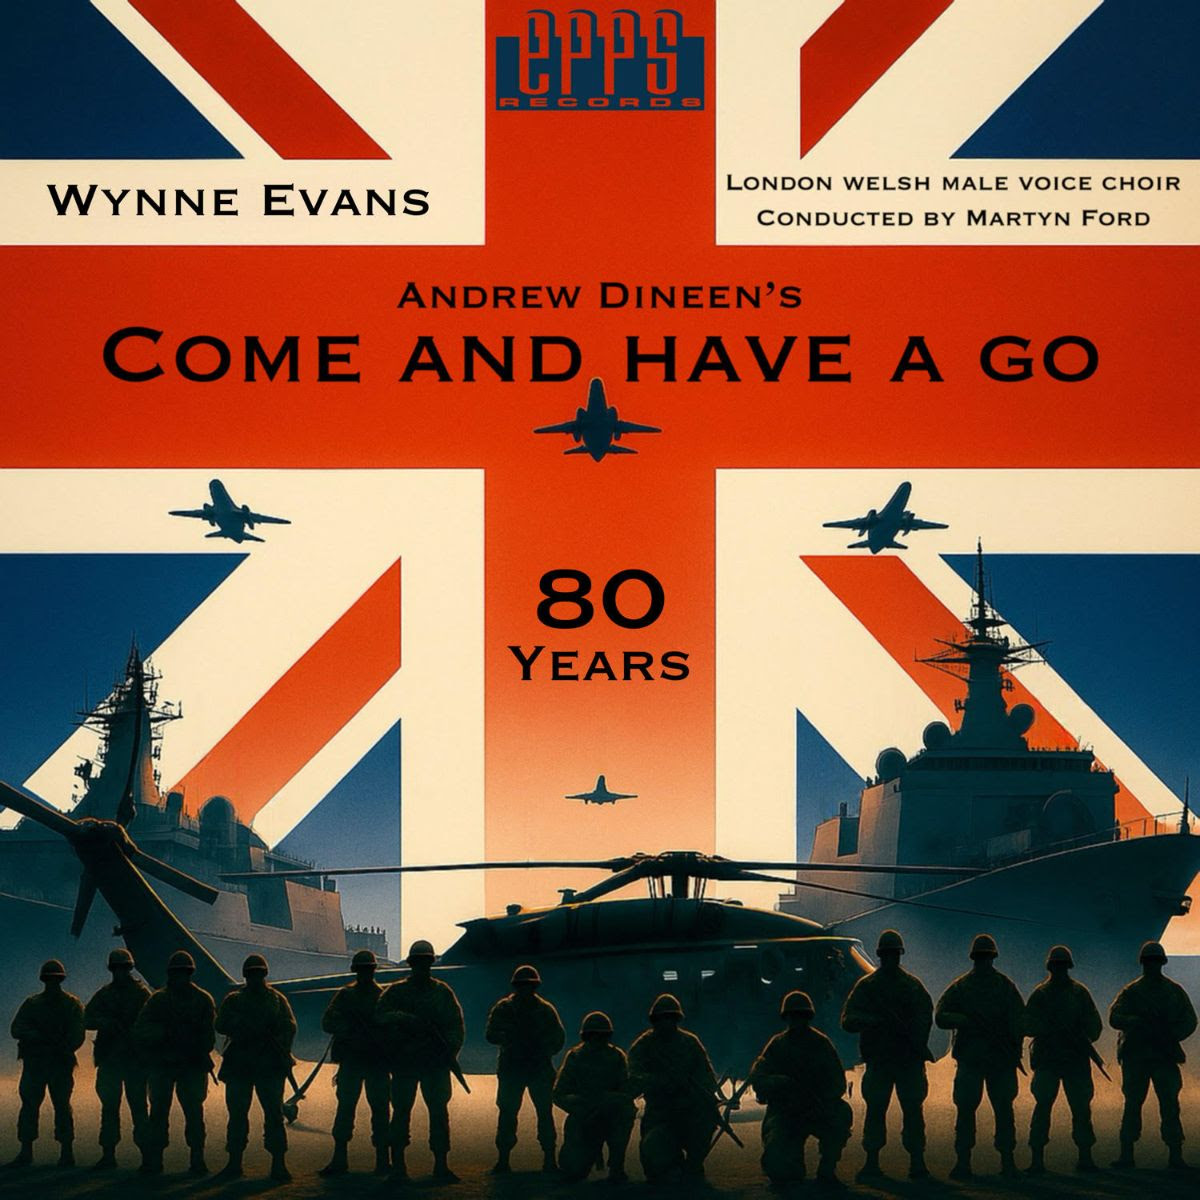 epps
RECORDS
WYNNE EVANS
LONDON WELSH MALE VOICE CHOIR
CONDUCTED BY MARTYN FORD
ANDREW DINEEN'S
COME AND HAVE A GO
80
YEARS